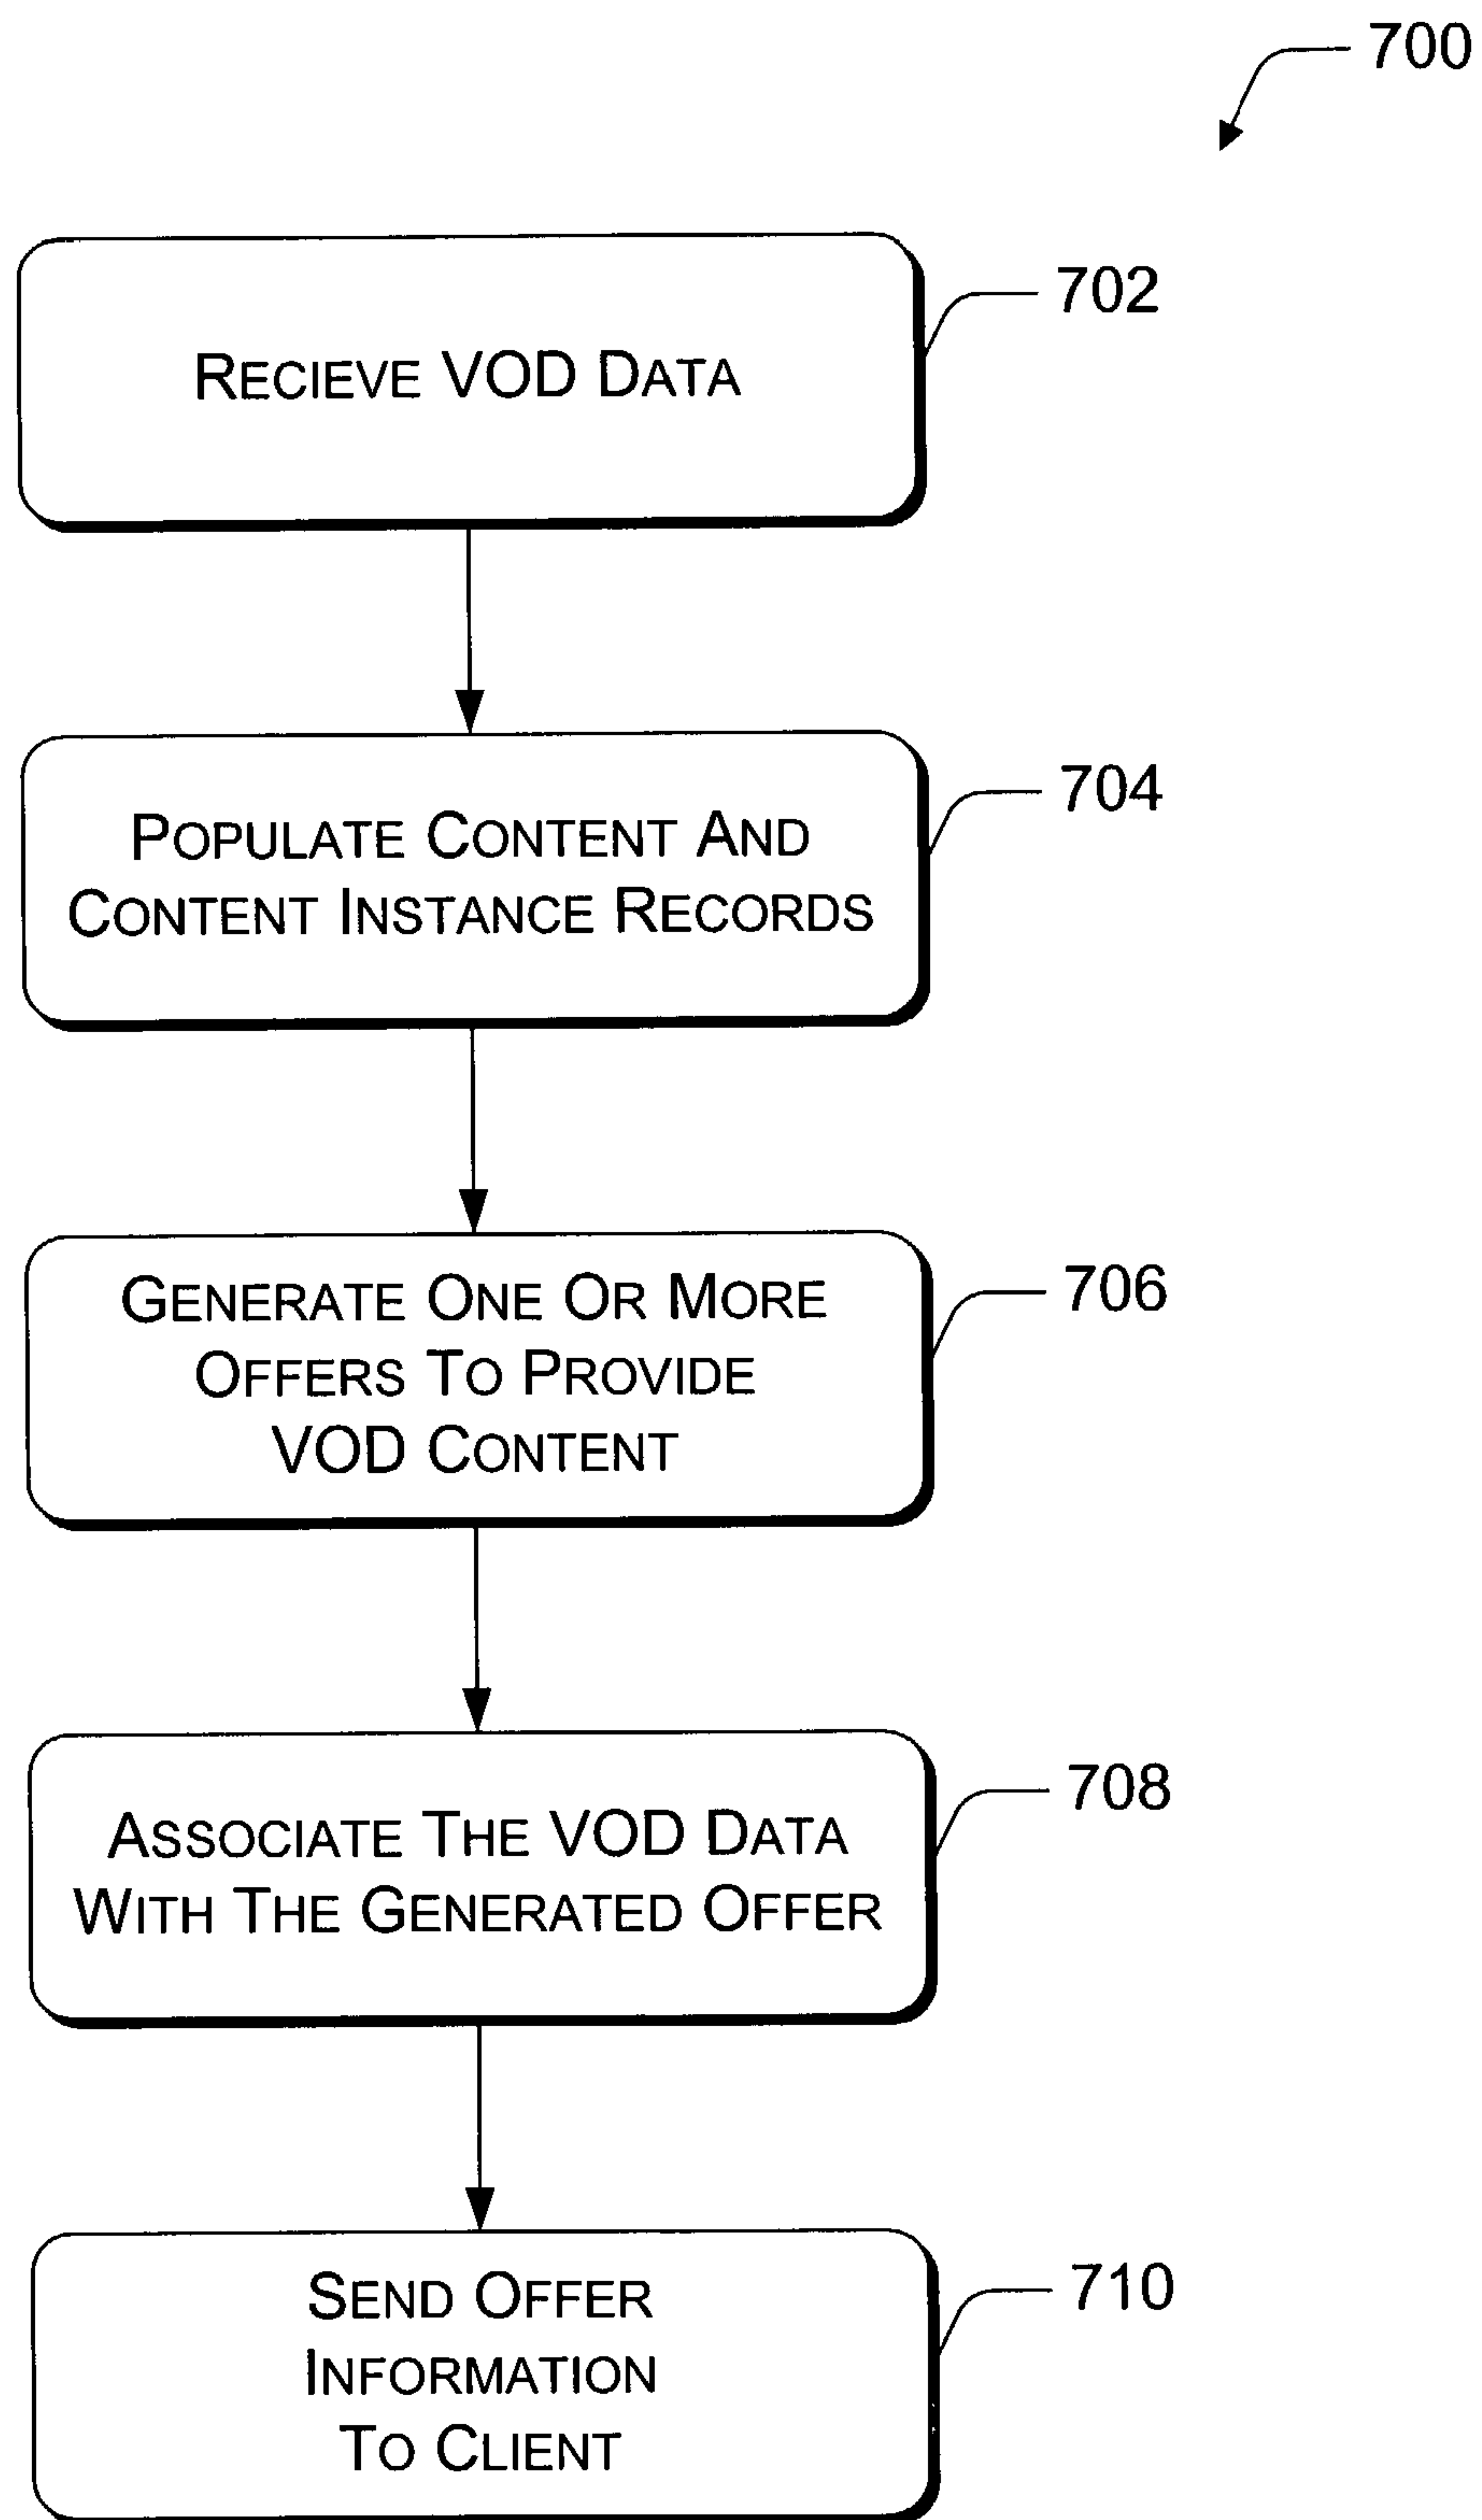 700
RECIEVE VOD DATA
702
POPULATE CONTENT AND
CONTENT INSTANCE RECORDS
704
GENERATE ONE OR MORE
OFFERS TO PROVIDE
VOD CONTENT
706
ASSOCIATE THE VOD DATA
WITH THE GENERATED OFFER
708
SEND OFFER
INFORMATION
TO CLIENT
710